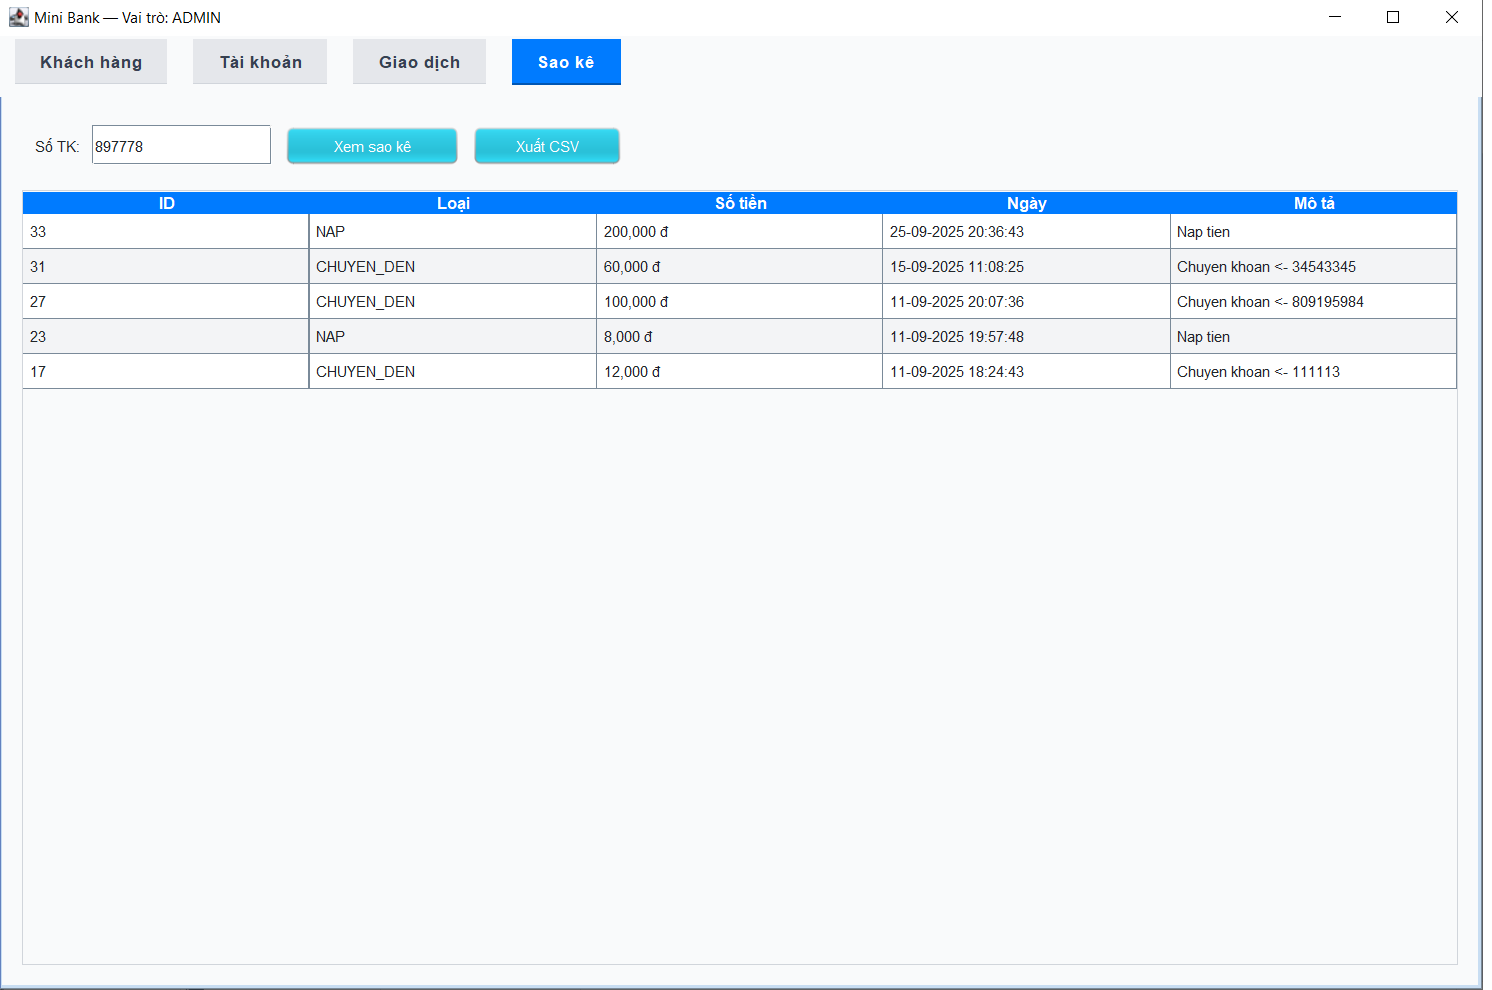 Mini Bank — Vai trò: ADMIN
Khách hàng Tài khoản Giao dịch Sao kê
Số TK: 897778 Xem sao kê Xuất CSV
ID Loại Số tiền Ngày Mô tả
33 NAP 200,000 đ 25-09-2025 20:36:43 Nap tien
31 CHUYEN_DEN 60,000 đ 15-09-2025 11:08:25 Chuyen khoan <- 34543345
27 CHUYEN_DEN 100,000 đ 11-09-2025 20:07:36 Chuyen khoan <- 809195984
23 NAP 8,000 đ 11-09-2025 19:57:48 Nap tien
17 CHUYEN_DEN 12,000 đ 11-09-2025 18:24:43 Chuyen khoan <- 111113